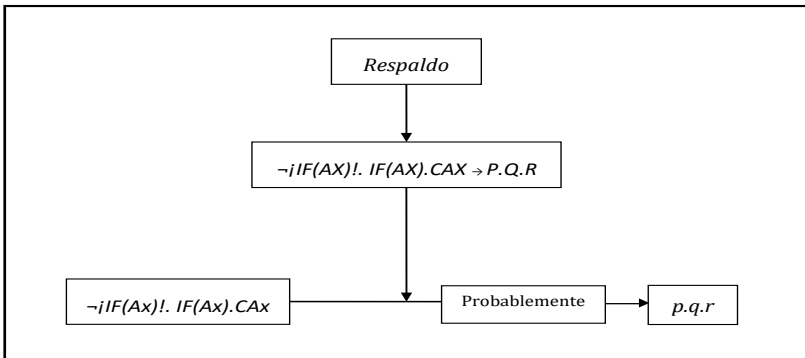 Respaldo
¬¡IF(AX)!. IF(AX).CAX → P.Q.R
¬¡IF(Ax)!. IF(Ax).CAx
Probablemente
p.q.r